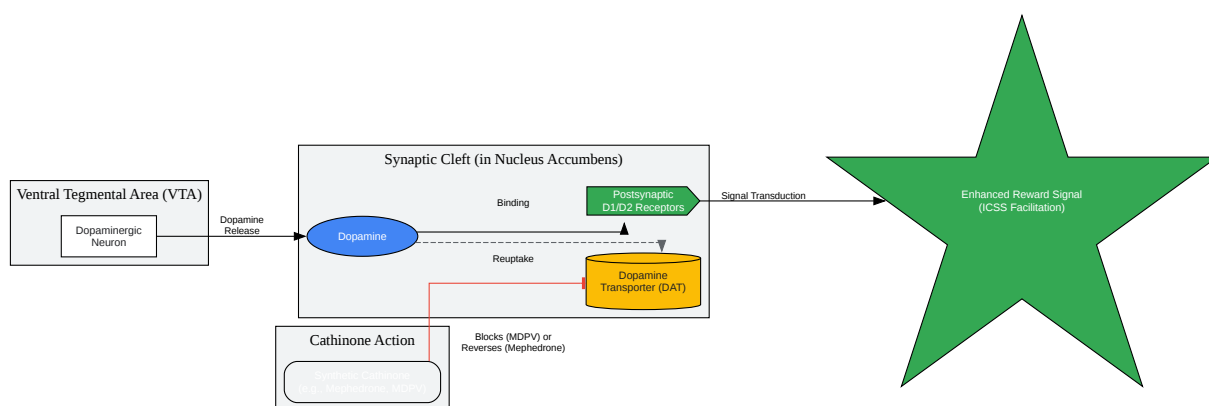 Ventral Tegmental Area (VTA)
Dopaminergic
Neuron
Dopamine
Release
Synaptic Cleft (in Nucleus Accumbens)
Dopamine
Binding
Reuptake
Postsynaptic
D1/D2 Receptors
Dopamine
Transporter (DAT)
Signal Transduction
Enhanced Reward Signal
(ICSS Facilitation)
Cathinone Action
Synthetic Cathinone
(e.g., Mephedrone, MDPV)
Blocks (MDPV) or
Reverses (Mephedrone)